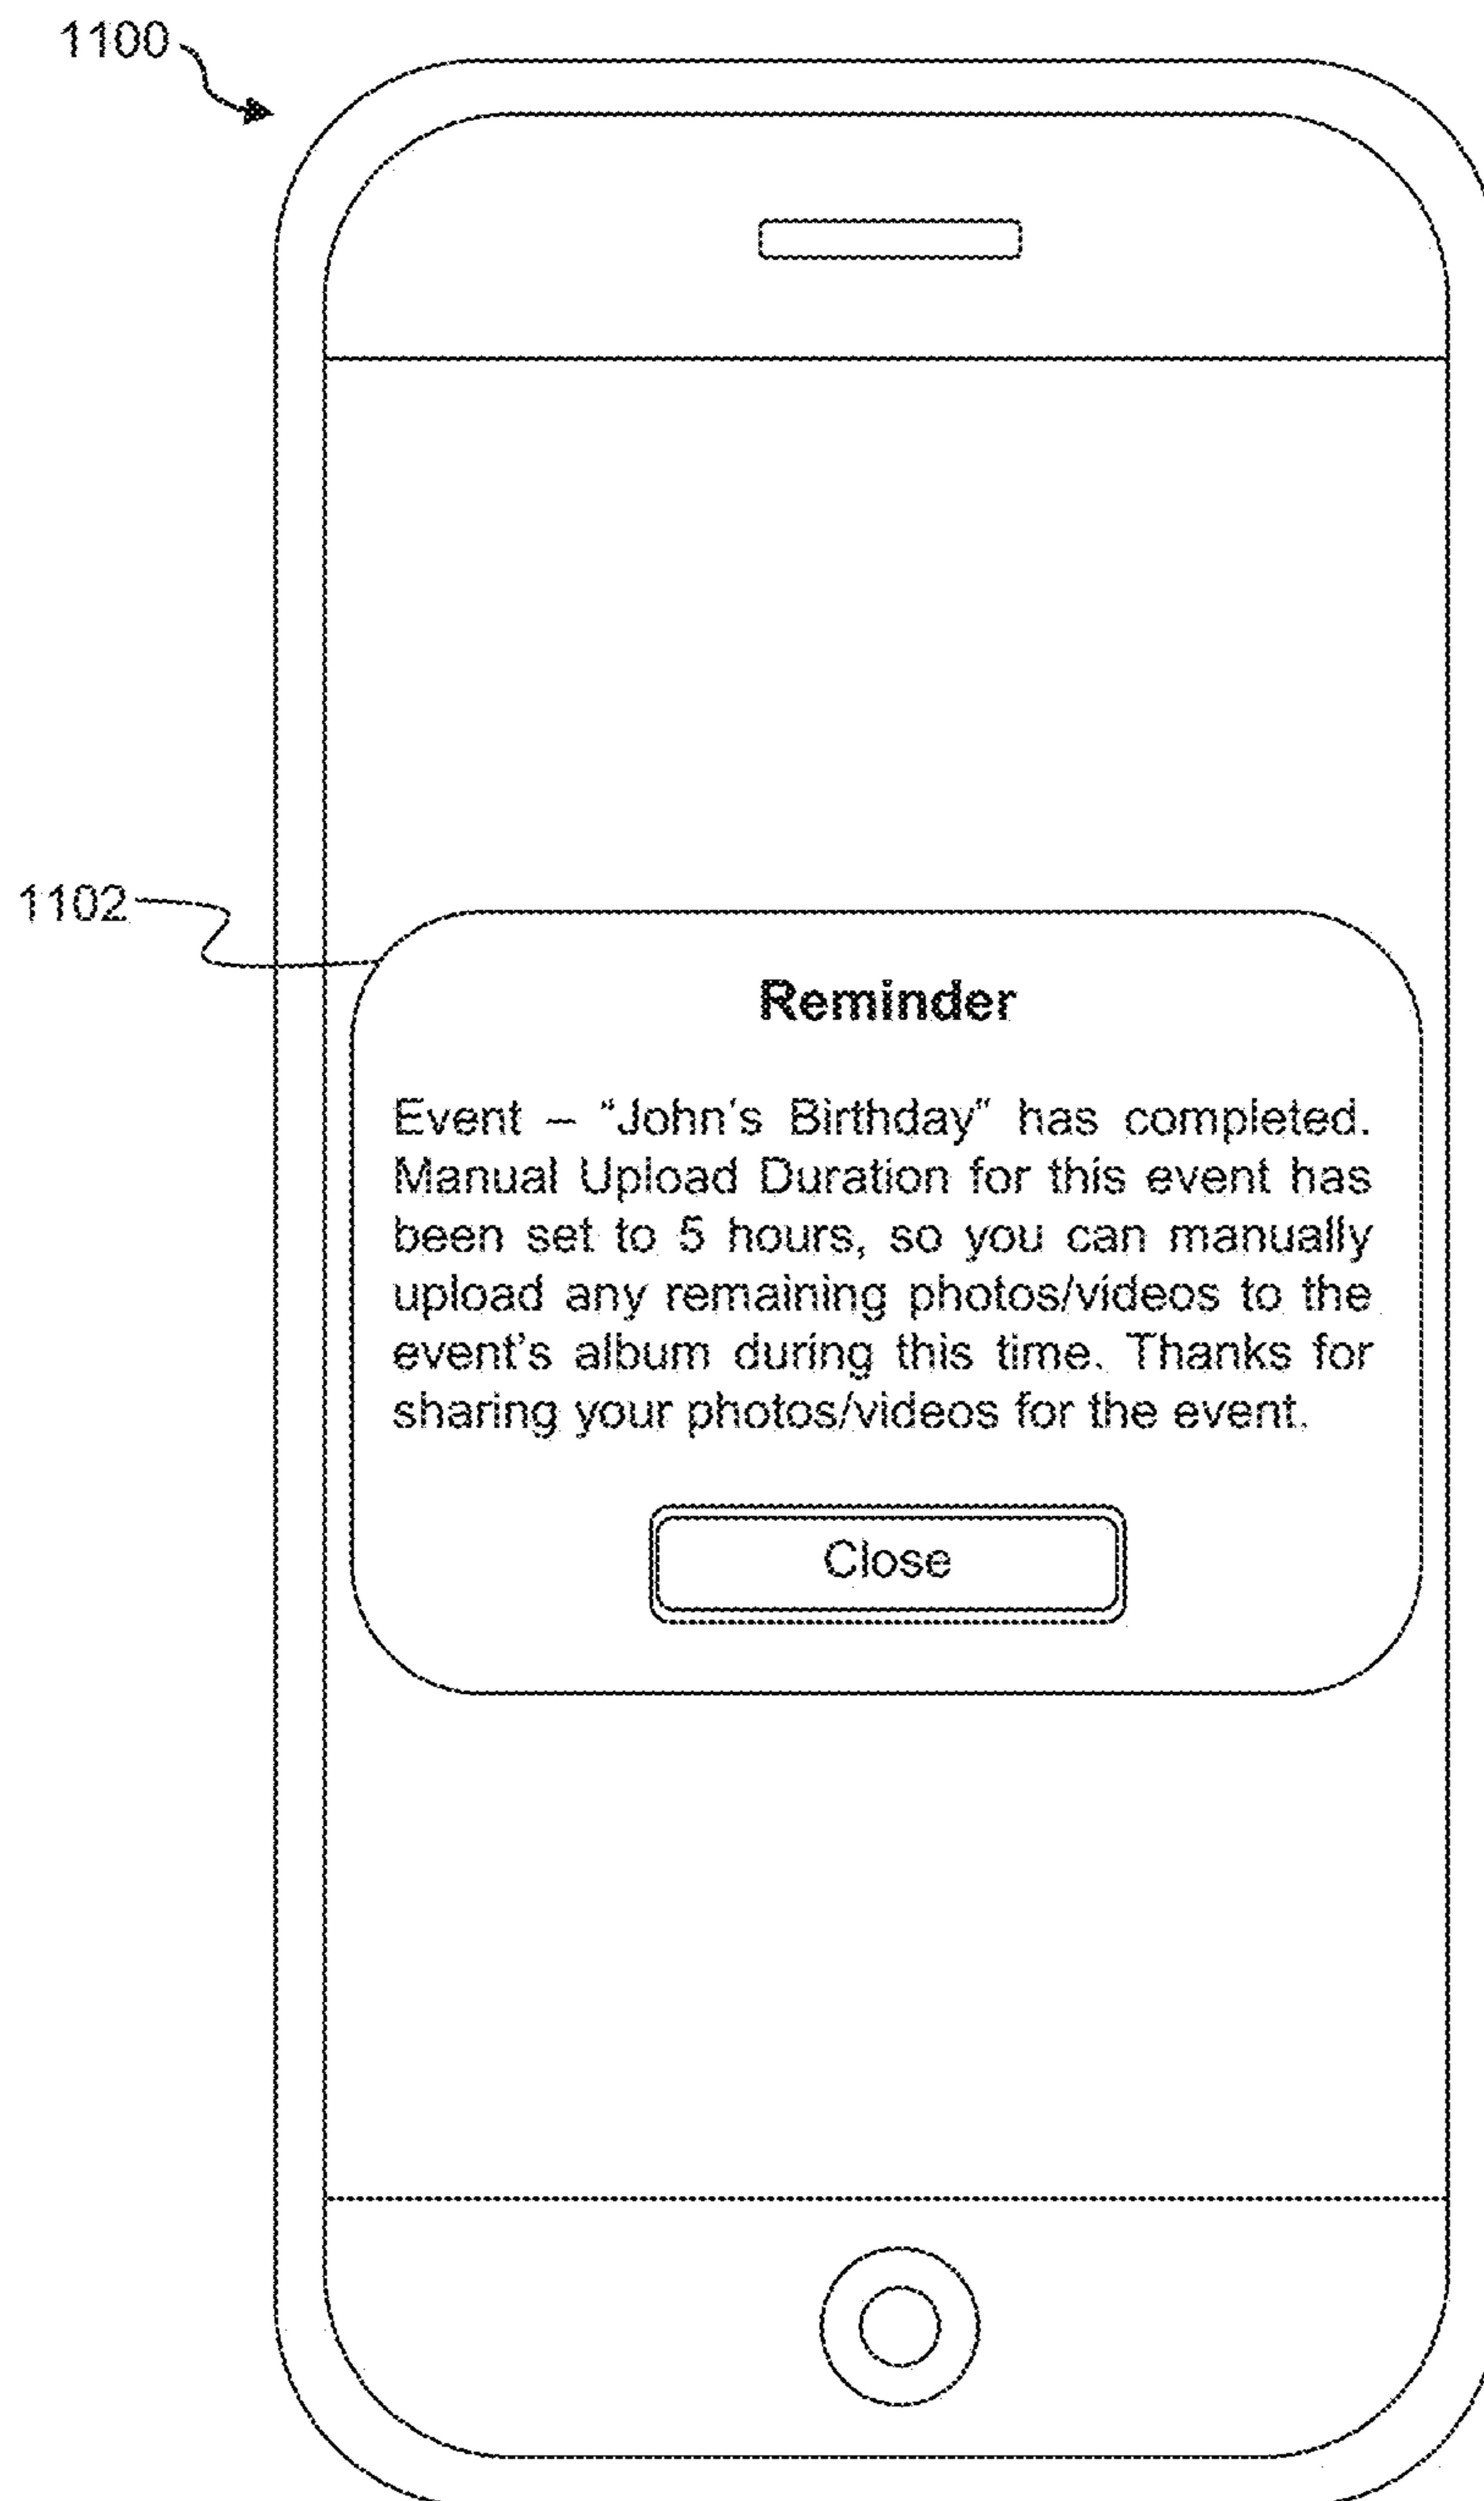 1100
1102
Reminder
Event – “John's Birthday” has completed.
Manual Upload Duration for this event has
been set to 5 hours, so you can manually
upload any remaining photos/videos to the
event's album during this time. Thanks for
sharing your photos/videos for the event.
Close